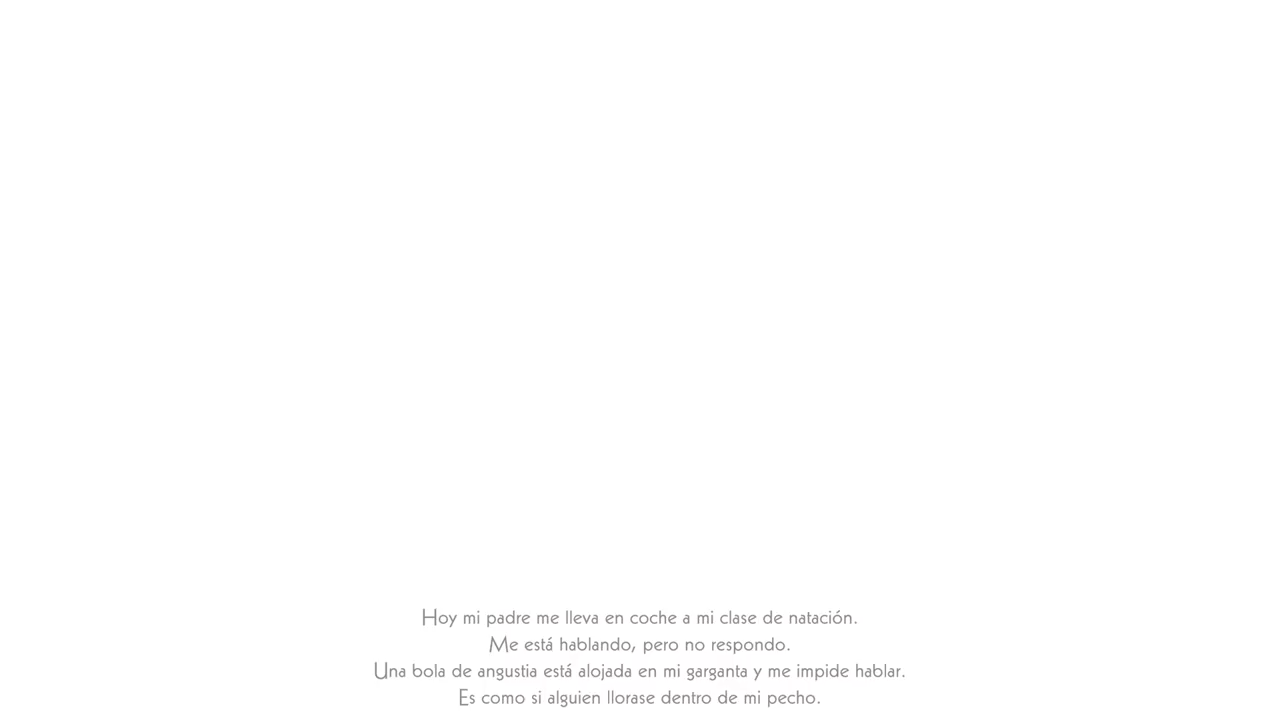 Hoy mi padre me lleva en coche a mi clase de natación.
Me está hablando, pero no respondo.
Una bola de angustia está alojada en mi garganta y me impide hablar.
Es como si alguien llorase dentro de mi pecho.